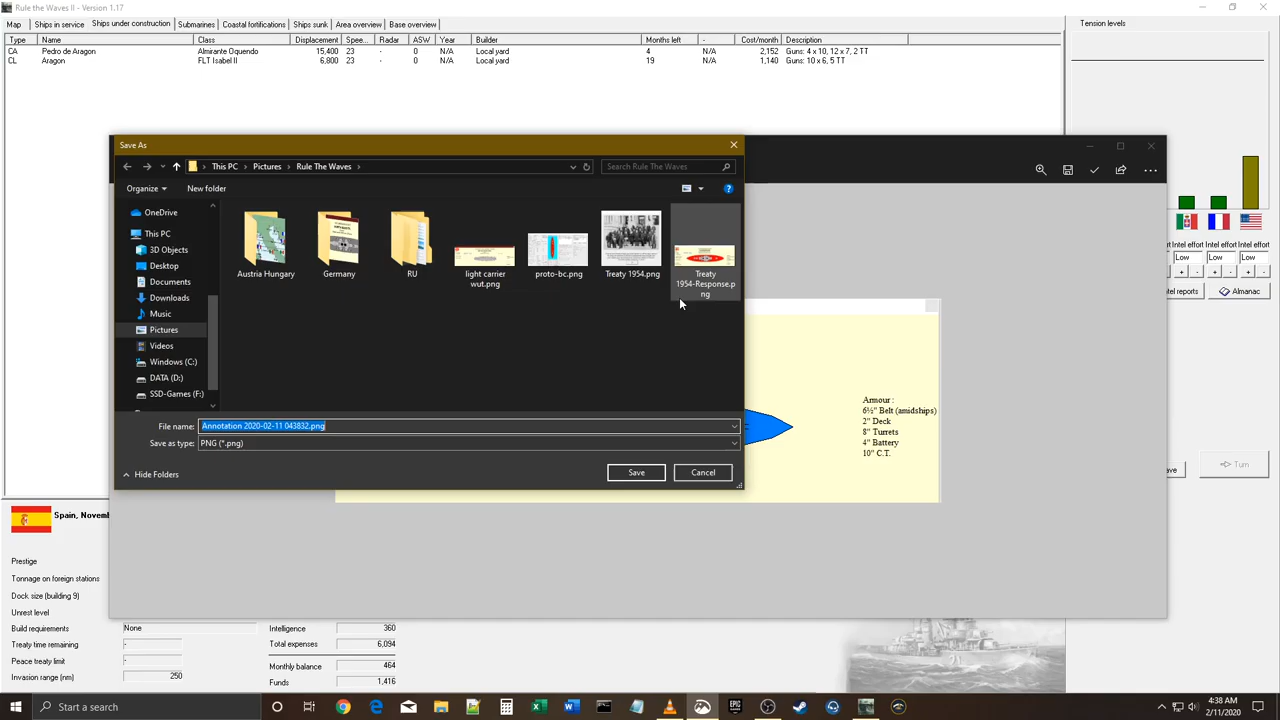 Rule the Waves II - Version 1.17
Map Ships in service Ships under construction Submarines Coastal fortifications Ships sunk Area overview Base overview
Tension levels
Type Name Class Displacement Spee... Radar ASW Year Builder Months left - Cost/month Description
CA Pedro de Aragon Almirante Oquendo 15,400 23 - 0 N/A Local yard 4 N/A 2,152 Guns: 4 x 10, 12 x 7, 2 TT
CL Aragon FLT Isabel II 6,800 23 - 0 N/A Local yard 19 N/A 1,140 Guns: 10 x 6, 5 TT
Save As
This PC > Pictures > Rule The Waves >
Search Rule The Waves
Organize New folder
OneDrive
This PC
3D Objects
Desktop
Documents
Downloads
Music
Pictures
Videos
Windows (C:)
DATA (D:)
SSD-Games (F:)
Austria Hungary
Germany
RU
light carrier
wut.png
proto-bc.png
Treaty 1954.png
Treaty
1954-Response.p
ng
File name: Annotation 2020-02-11 043832.png
Save as type: PNG (*.png)
Hide Folders
Save Cancel
Armour :
6½" Belt (amidships)
2" Deck
8" Turrets
4" Battery
10" C.T.
Intel effort Intel effort Intel effort
Low Low Low
+ - + - + -
ntel reports Almanac
ave Turn
Spain, Novemb
Prestige
Tonnage on foreign stations
Dock size (building 9)
Unrest level
Build requirements None
Treaty time remaining -
Peace treaty limit -
Invasion range (nm) 250
Intelligence 360
Total expenses 6,094
Monthly balance 464
Funds 1,416
Start a search
4:38 AM
2/11/2020